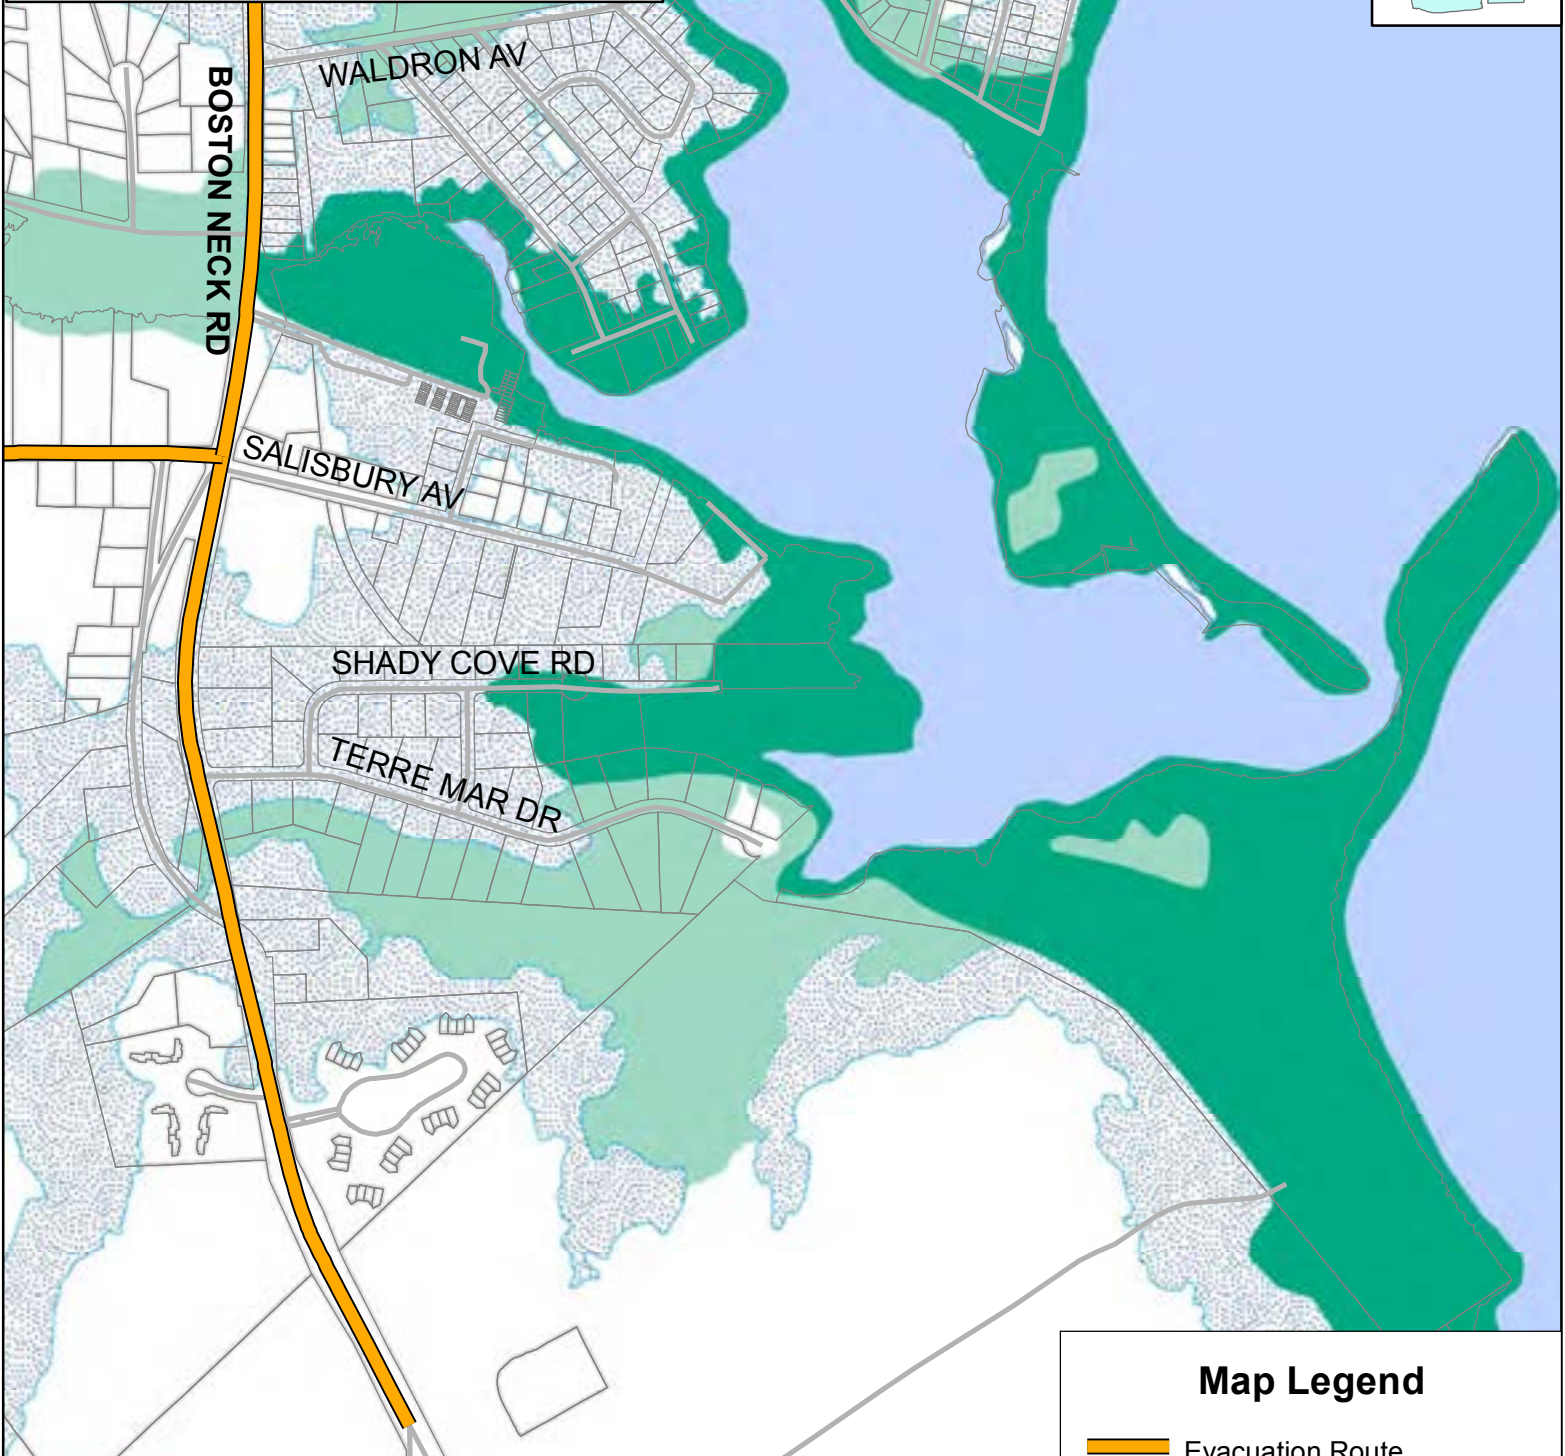 WALDRON AV
BOSTON NECK RD
SALISBURY AV
SHADY COVE RD
TERRE MAR DR
Map Legend
Evacuation Route